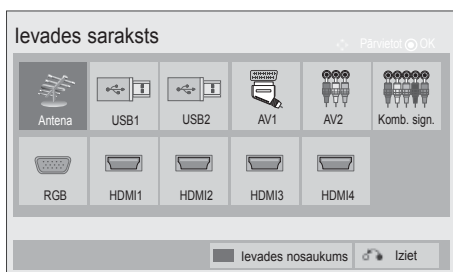 Ievades saraksts
Pārvietot OK
Antena USB1 USB2 AV1 AV2 Komb. sign.
RGB HDMI1 HDMI2 HDMI3 HDMI4
Ievades nosaukums Iziet